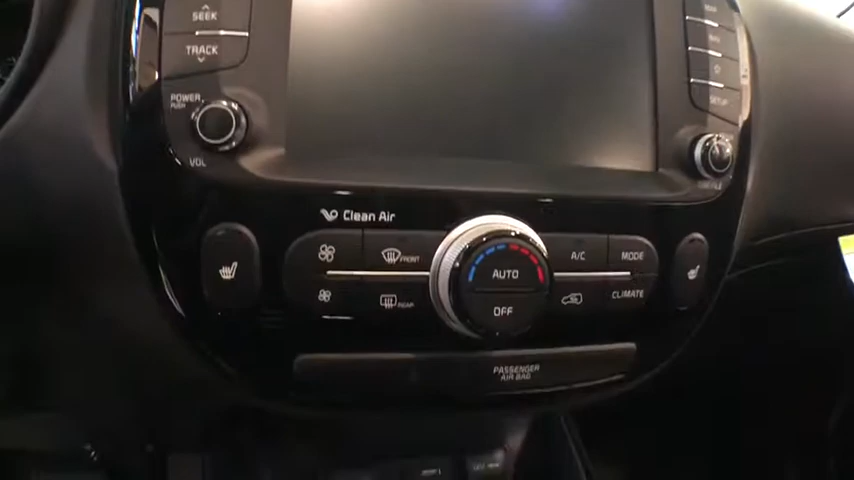 SEEK
TRACK
POWER
PUSH
VOL
SETUP
Clean Air
FRONT
AUTO
A/C
MODE
REAR
OFF
CLIMATE
PASSENGER
AIR BAG